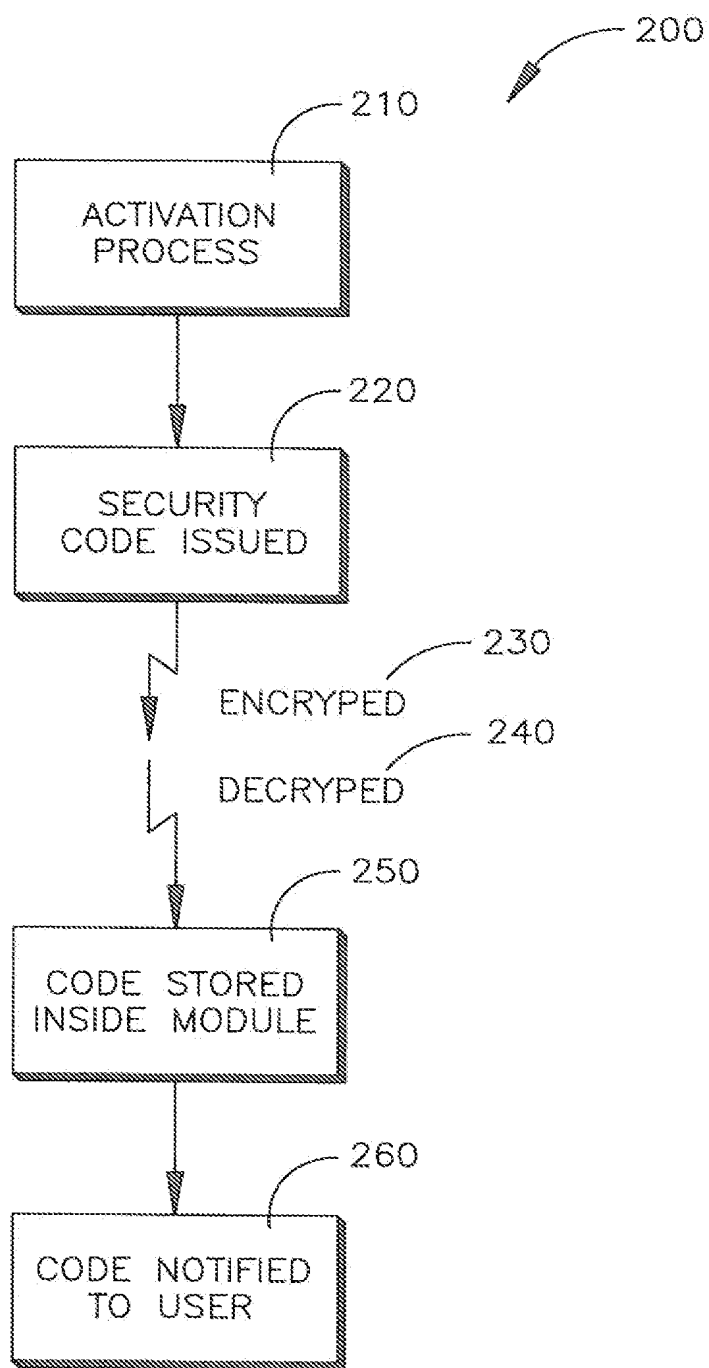 200
210
ACTIVATION
PROCESS
220
SECURITY
CODE ISSUED
230
ENCRYPED
240
DECRYPED
250
CODE STORED
INSIDE MODULE
260
CODE NOTIFIED
TO USER